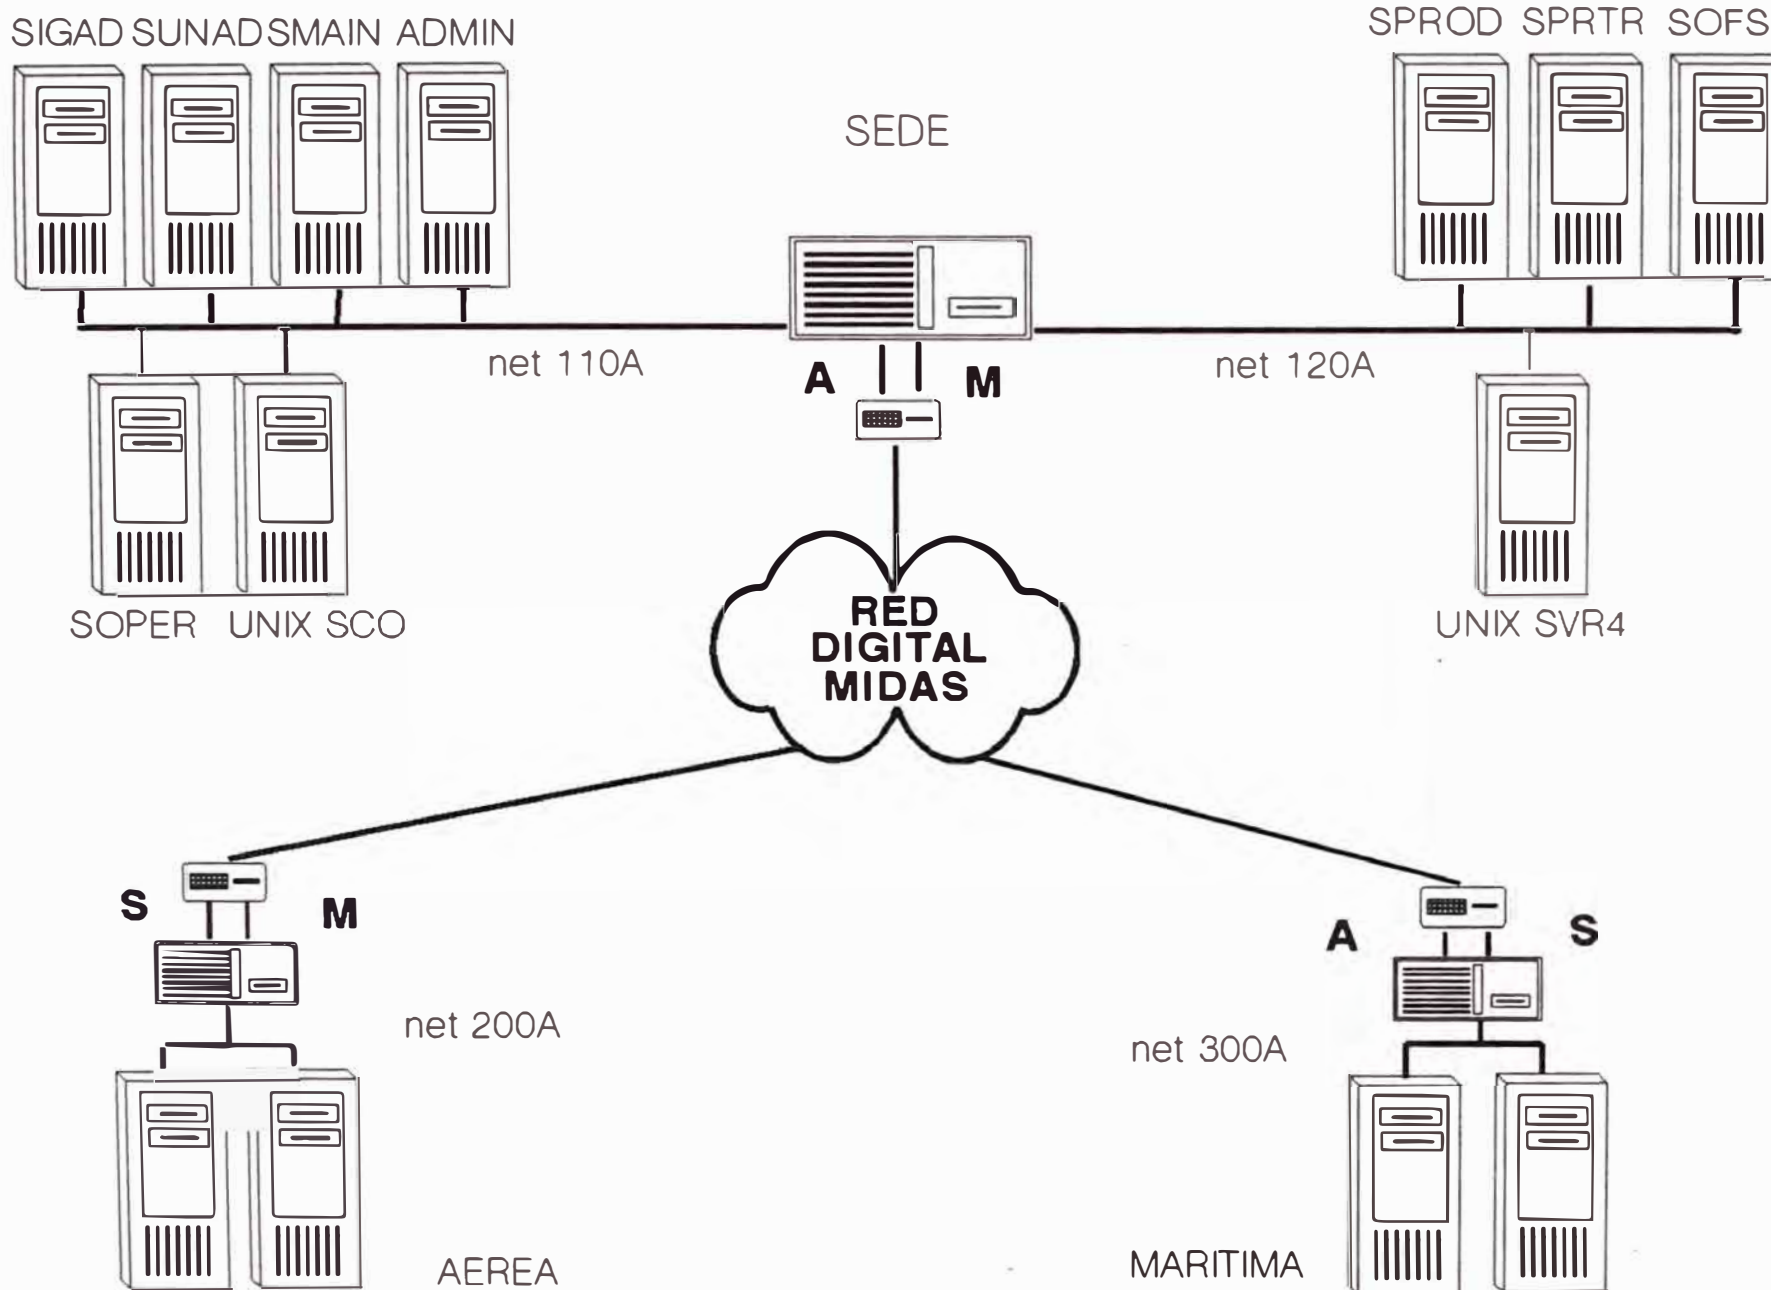 SIGAD SUNAD SMAIN ADMIN
SPROD SPRTR SOFS
SEDE
net 110A
A
M
net 120A
SOPER UNIX SCO
UNIX SVR4
RED
DIGITAL
MIDAS
S
M
A
S
net 200A
net 300A
AEREA
MARITIMA